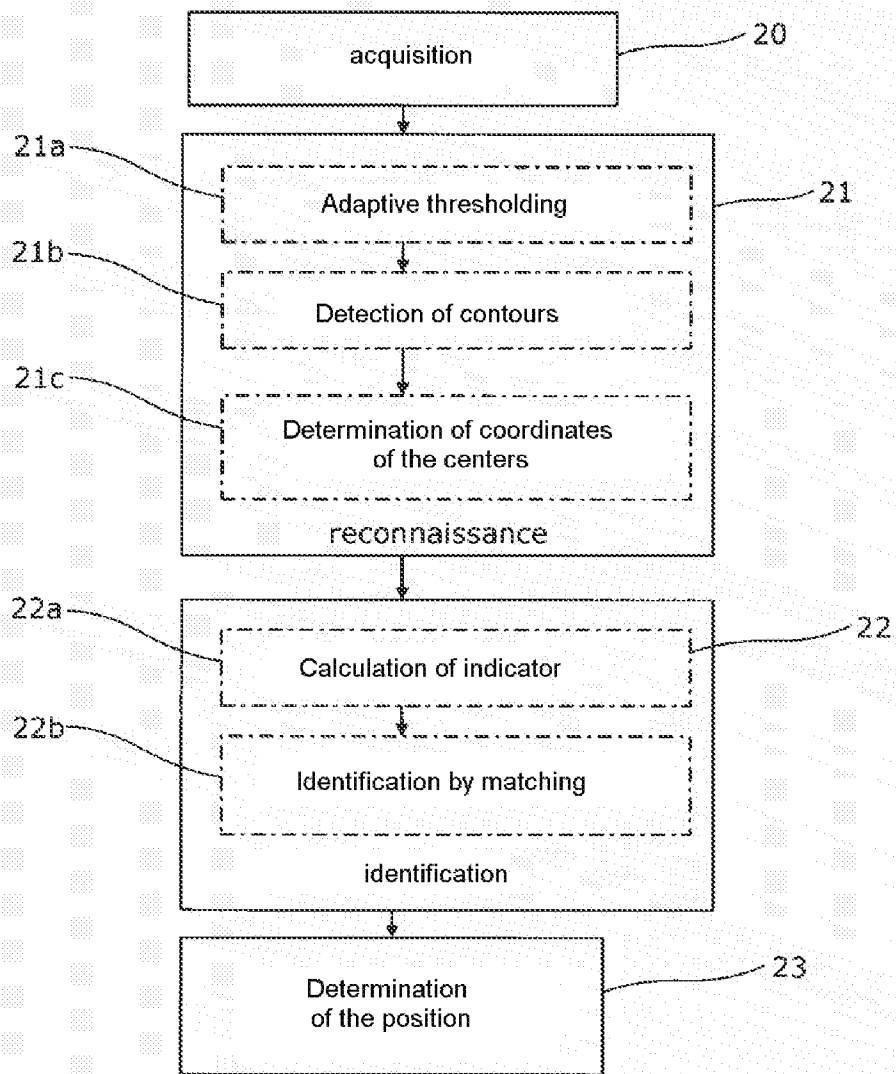 acquisition
20
21a
Adaptive thresholding
21
21b
Detection of contours
21c
Determination of coordinates
of the centers
reconnaissance
22a
Calculation of indicator
22
22b
Identification by matching
identification
Determination
of the position
23